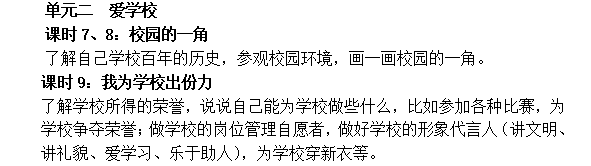 单元二　爱学校
课时 7、8：校园的一角
了解自己学校百年的历史，参观校园环境，画一画校园的一角。
课时 9：我为学校出份力
了解学校所得的荣誉，说说自己能为学校做些什么，比如参加各种比赛，为
学校争夺荣誉；做学校的岗位管理自愿者，做好学校的形象代言人（讲文明、
讲礼貌、爱学习、乐于助人），为学校穿新衣等。